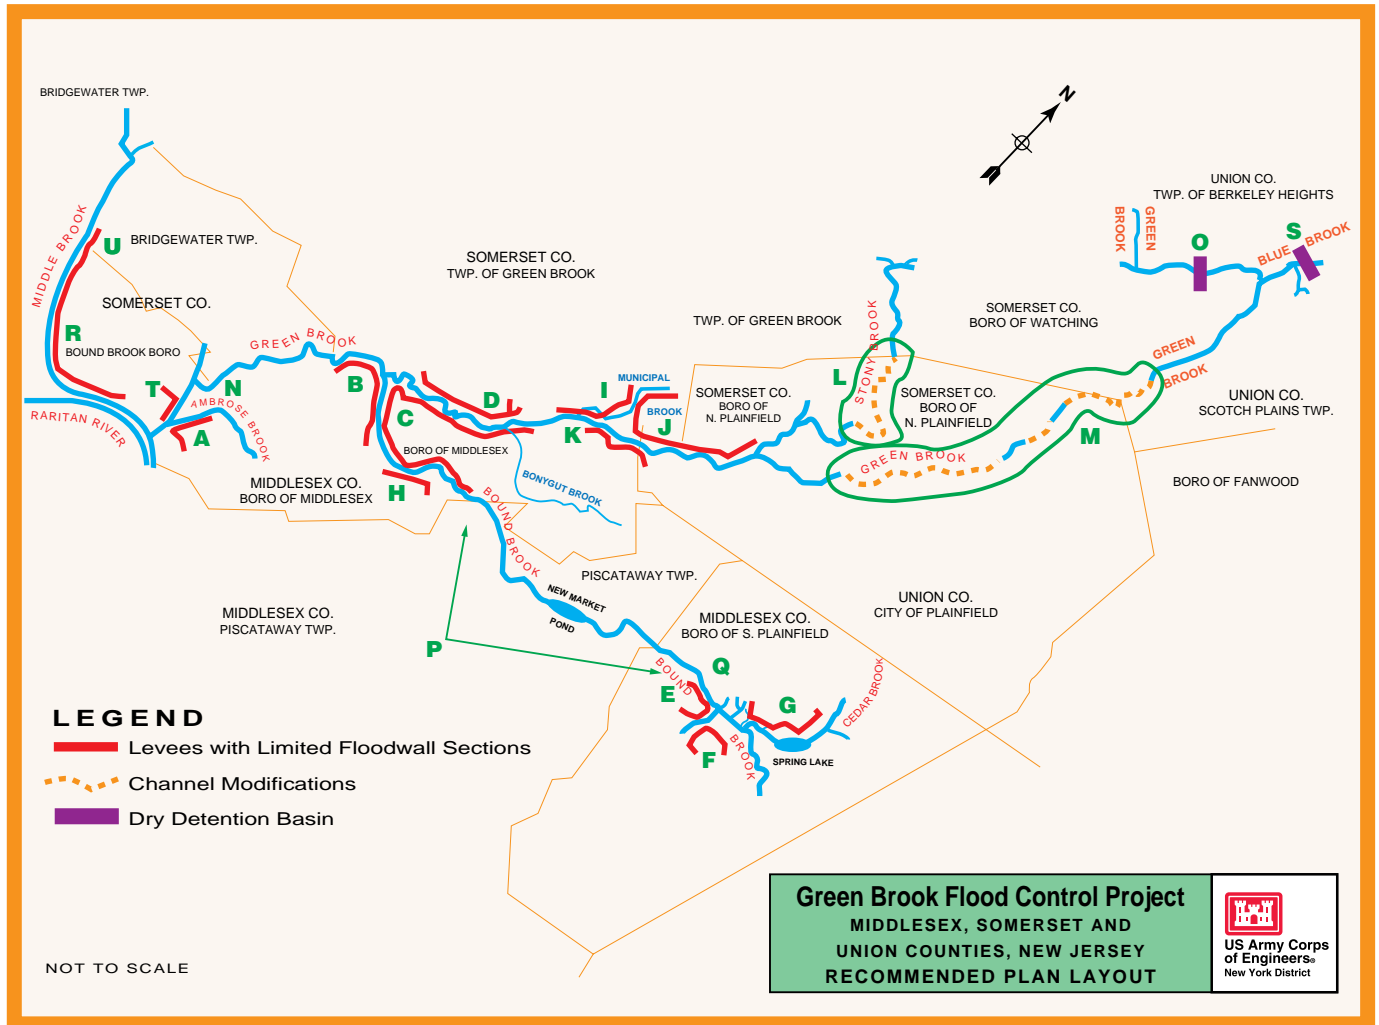 BRIDGEWATER TWP.
N
UNION CO.
TWP. OF BERKELEY HEIGHTS
MIDDLE BROOK
U
BRIDGEWATER TWP.
SOMERSET CO.
TWP. OF GREEN BROOK
GREEN
BROOK
O
S
BLUE BROOK
SOMERSET CO.
R
BOUND BROOK BORO
GREEN BROOK
TWP. OF GREEN BROOK
STONY BROOK
SOMERSET CO.
BORO OF WATCHING
GREEN
BROOK
T
N
AMBROSE BROOK
A
RARITAN RIVER
B
C
D
I
MUNICIPAL
BROOK
J
K
SOMERSET CO.
BORO OF
N. PLAINFIELD
L
SOMERSET CO.
BORO OF
N. PLAINFIELD
M
UNION CO.
SCOTCH PLAINS TWP.
GREEN BROOK
BORO OF MIDDLESEX
MIDDLESEX CO.
BORO OF MIDDLESEX
H
BONYGUT BROOK
BORO OF FANWOOD
BOUND BROOK
PISCATAWAY TWP.
NEW MARKET
POND
MIDDLESEX CO.
PISCATAWAY TWP.
MIDDLESEX CO.
BORO OF S. PLAINFIELD
UNION CO.
CITY OF PLAINFIELD
P
BOUND
BROOK
Q
E
G
F
CEDAR BROOK
SPRING LAKE
LEGEND
Levees with Limited Floodwall Sections
Channel Modifications
Dry Detention Basin
NOT TO SCALE
Green Brook Flood Control Project
MIDDLESEX, SOMERSET AND
UNION COUNTIES, NEW JERSEY
RECOMMENDED PLAN LAYOUT
US Army Corps
of Engineers®
New York District